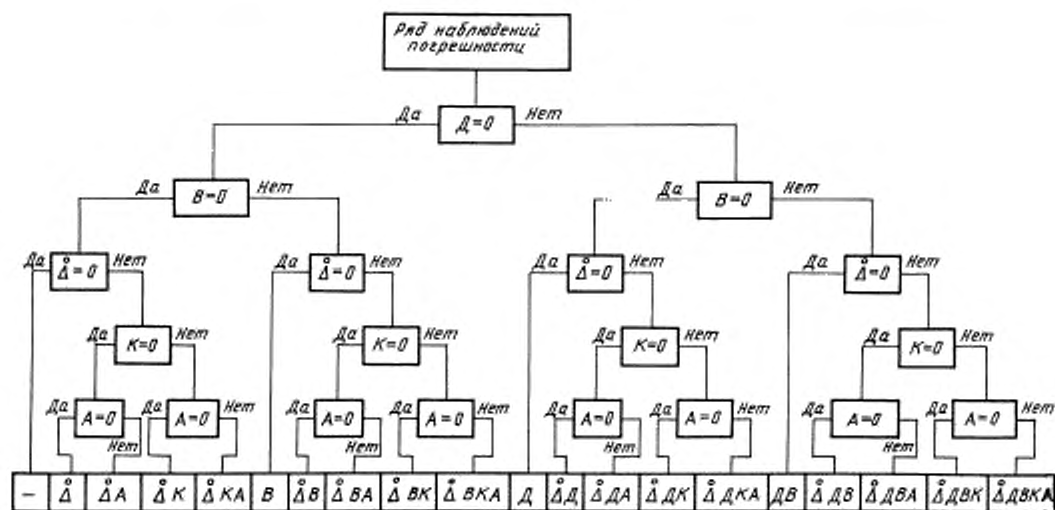 Ряд наблюдений
погрешности
Да Д=0 Нет
Да В=0 Нет Да В=0 Нет
Да Δ̊=0 Нет Да Δ̊=0 Нет Да Δ̊=0 Нет Да Δ̊=0 Нет
Да К=0 Нет Да К=0 Нет Да К=0 Нет Да К=0 Нет
Да А=0 Нет А=0 Нет Да А=0 Нет Да А=0 Нет Да А=0 Нет Да А=0 Нет Да А=0 Нет Да А=0 Нет
– Δ̊ Δ̊А Δ̊К Δ̊КА В Δ̊В Δ̊ВА Δ̊ВК Δ̊ВКА Д Δ̊Д Δ̊ДА Δ̊ДК Δ̊ДКА ДВ Δ̊ДВ Δ̊ДВА Δ̊ДВК Δ̊ДВКА